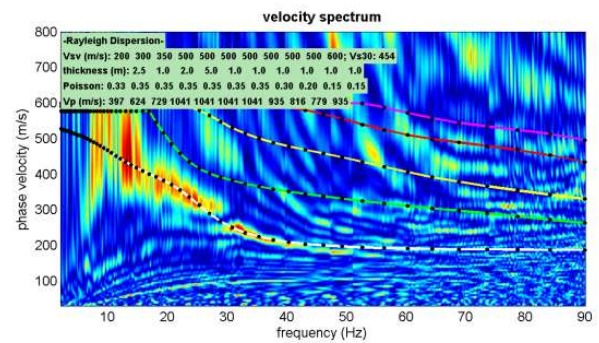 velocity spectrum
-Rayleigh Dispersion-
Vsv (m/s): 200 300 350 500 500 500 500 500 500 500 600; Vs30: 454
thickness (m): 2.5 1.0 2.0 5.0 1.0 1.0 1.0 1.0 1.0 1.0
Poisson: 0.33 0.35 0.35 0.35 0.35 0.35 0.35 0.30 0.20 0.15 0.15
Vp (m/s): 397 624 729 1041 1041 1041 1041 935 816 779 935
800
700
600
500
400
300
200
100
phase velocity (m/s)
10 20 30 40 50 60 70 80 90
frequency (Hz)